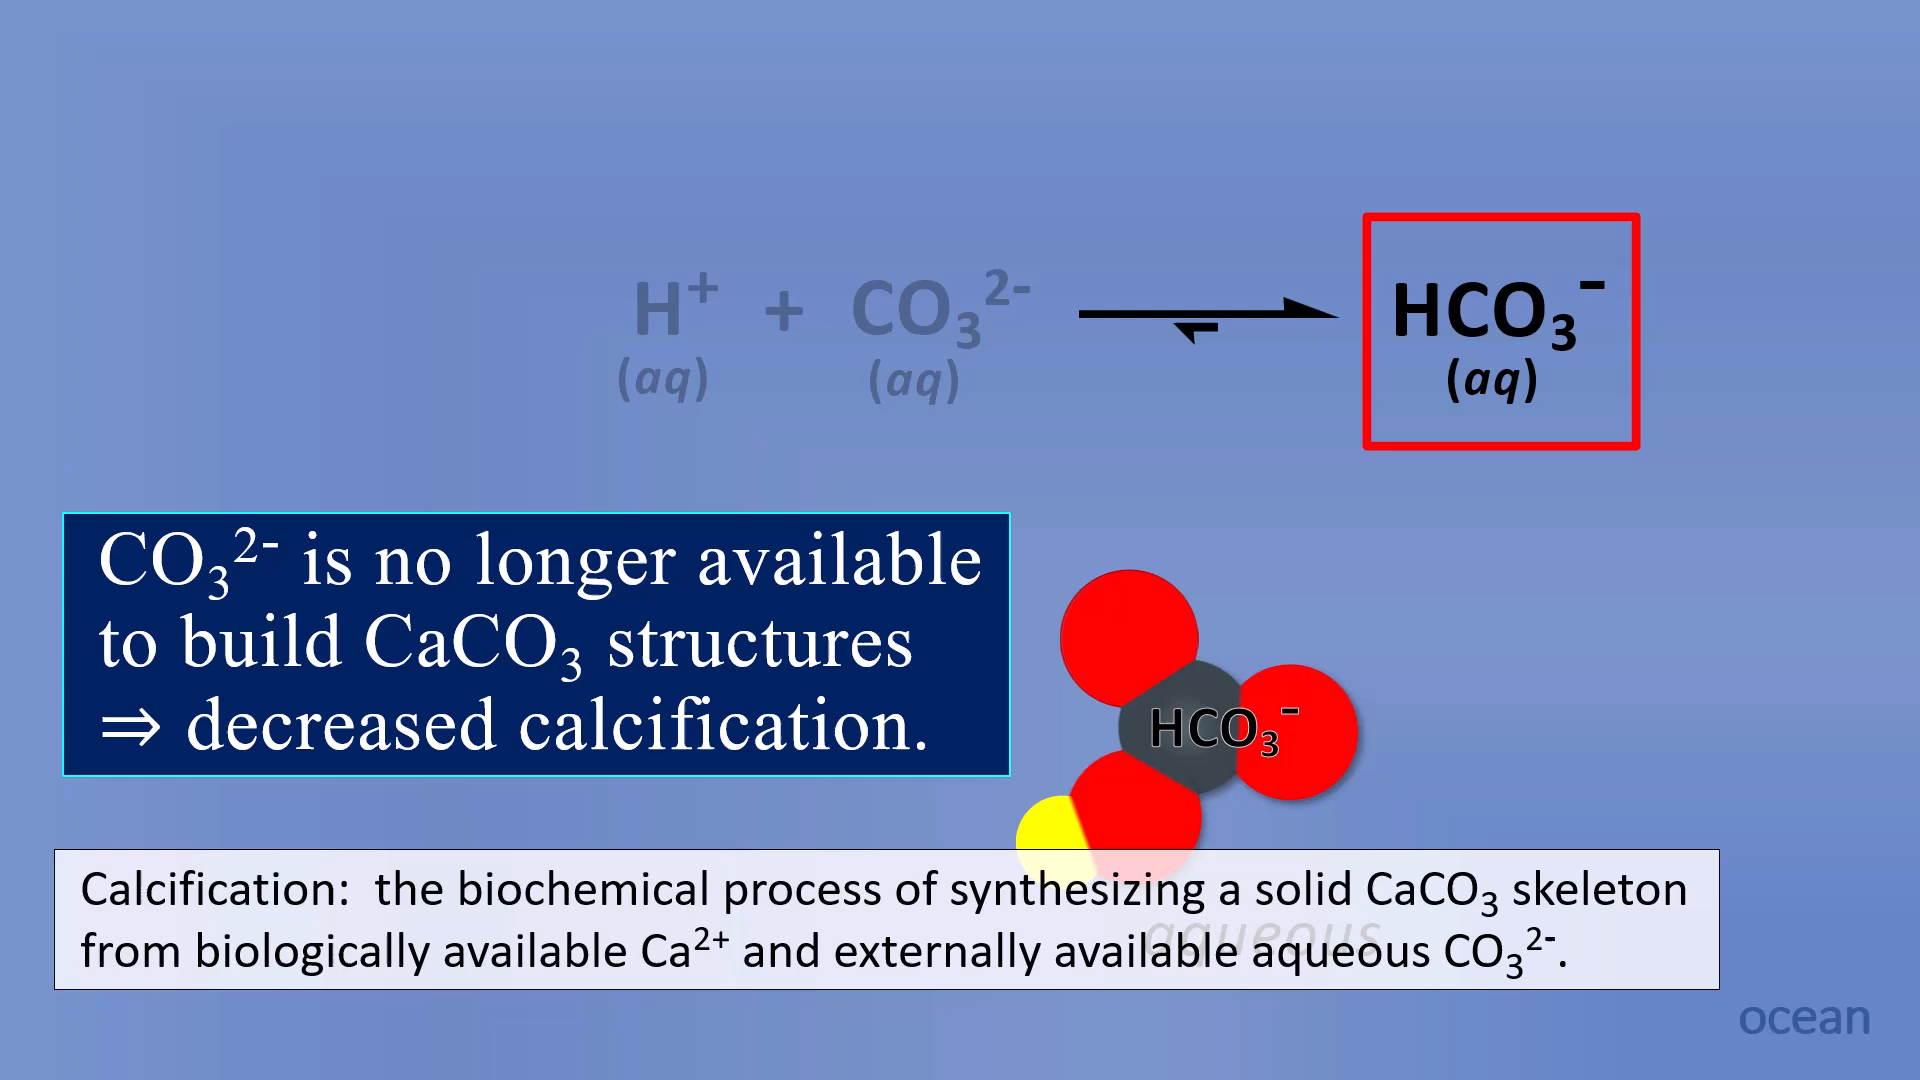 H⁺ + CO₃²⁻ ⇌ HCO₃⁻
(aq) (aq) (aq)
CO₃²⁻ is no longer available
to build CaCO₃ structures
⇒ decreased calcification.
HCO₃⁻
Calcification: the biochemical process of synthesizing a solid CaCO₃ skeleton
from biologically available Ca²⁺ and externally available aqueous CO₃²⁻.
aqueous
ocean